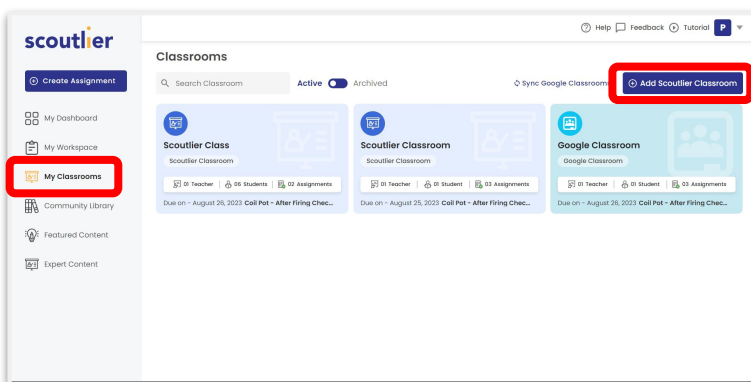 scoutlier
Help Feedback Tutorial P
Create Assignment
My Dashboard
My Workspace
My Classrooms
Community Library
Featured Content
Expert Content
Classrooms
Search Classroom Active Archived Sync Google Classroom Add Scoutlier Classroom
Scoutlier Class
Scoutlier Classroom
01 Teacher 06 Students 02 Assignments
Due on - August 26, 2023 Coil Pot - After Firing Chec...
Scoutlier Classroom
Scoutlier Classroom
01 Teacher 01 Student 03 Assignments
Due on - August 25, 2023 Coil Pot - After Firing Chec...
Google Classroom
Google Classroom
01 Teacher 01 Student 03 Assignments
Due on - August 26, 2023 Coil Pot - After Firing Chec...